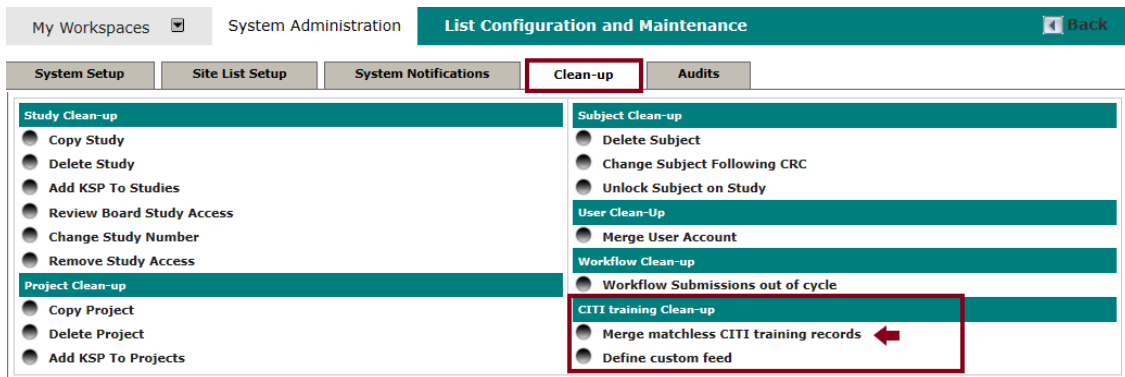 My Workspaces
System Administration
List Configuration and Maintenance
Back
System Setup
Site List Setup
System Notifications
Clean-up
Audits
Study Clean-up
Copy Study
Delete Study
Add KSP To Studies
Review Board Study Access
Change Study Number
Remove Study Access
Project Clean-up
Copy Project
Delete Project
Add KSP To Projects
Subject Clean-up
Delete Subject
Change Subject Following CRC
Unlock Subject on Study
User Clean-Up
Merge User Account
Workflow Clean-up
Workflow Submissions out of cycle
CITI training Clean-up
Merge matchless CITI training records
Define custom feed